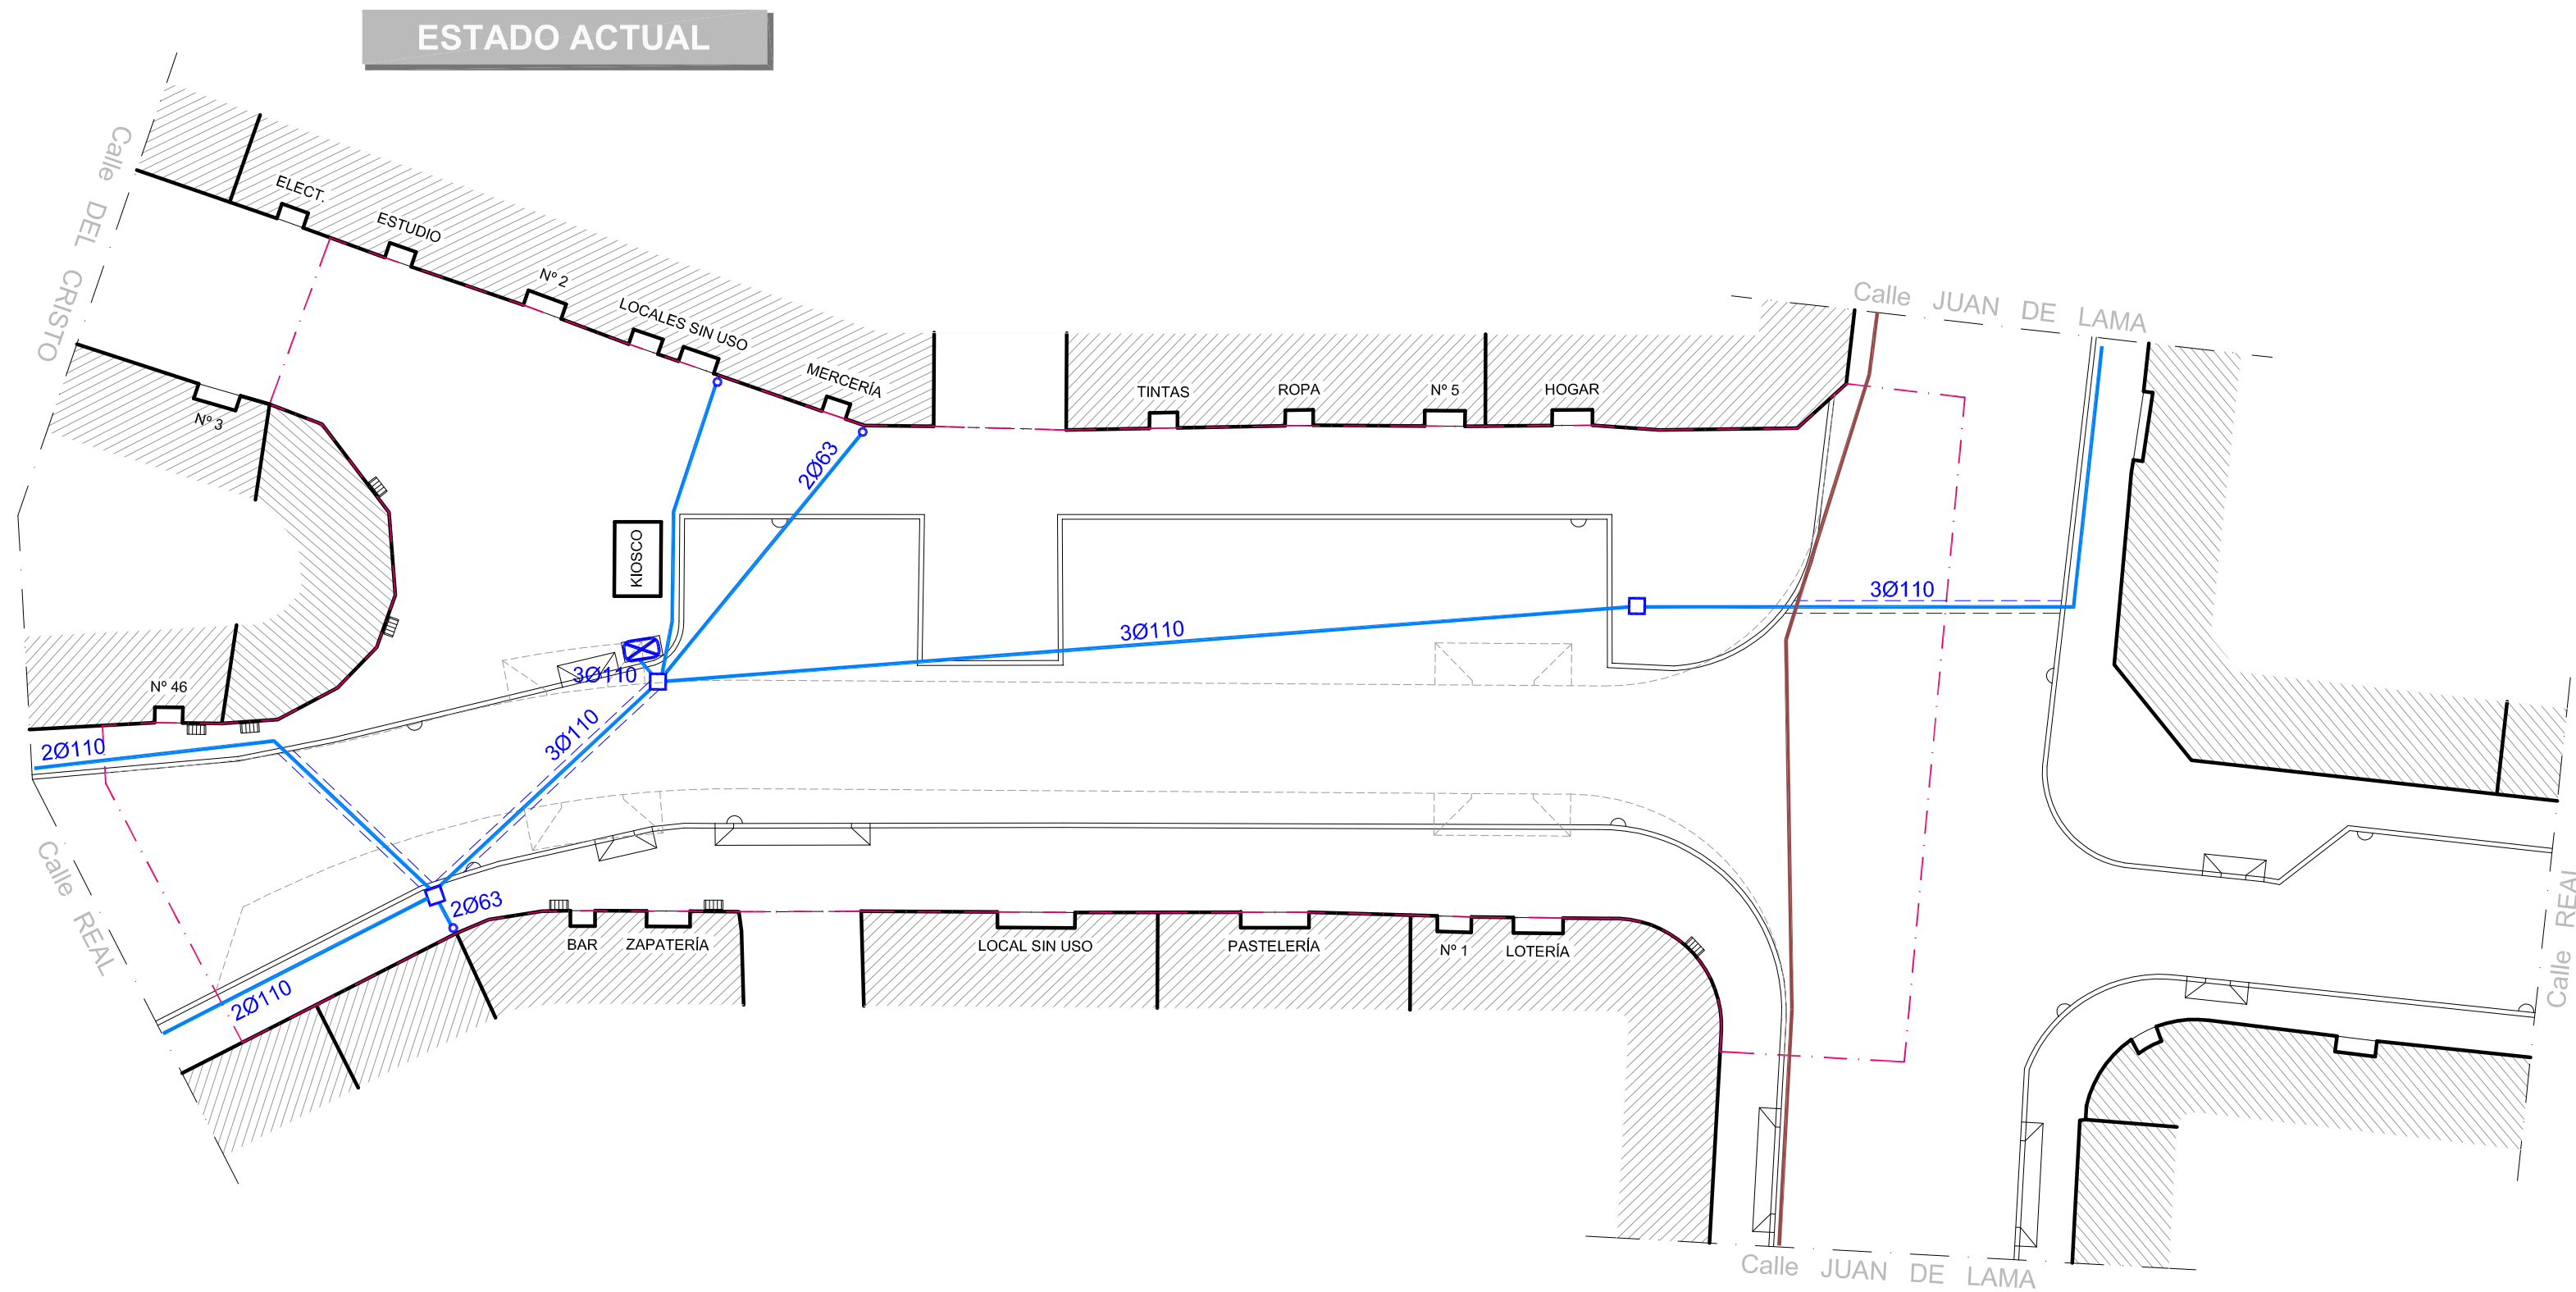 ESTADO ACTUAL
Calle DEL CRISTO
ELECT.
ESTUDIO
Nº 2
LOCALES SIN USO
MERCERÍA
Calle JUAN DE LAMA
TINTAS
ROPA
Nº 5
HOGAR
Nº 3
2Ø63
KIOSCO
3Ø110
3Ø110
3Ø110
Nº 46
3Ø110
2Ø110
Calle REAL
2Ø63
2Ø110
BAR
ZAPATERÍA
LOCAL SIN USO
PASTELERÍA
Nº 1
LOTERÍA
Calle REAL
Calle JUAN DE LAMA